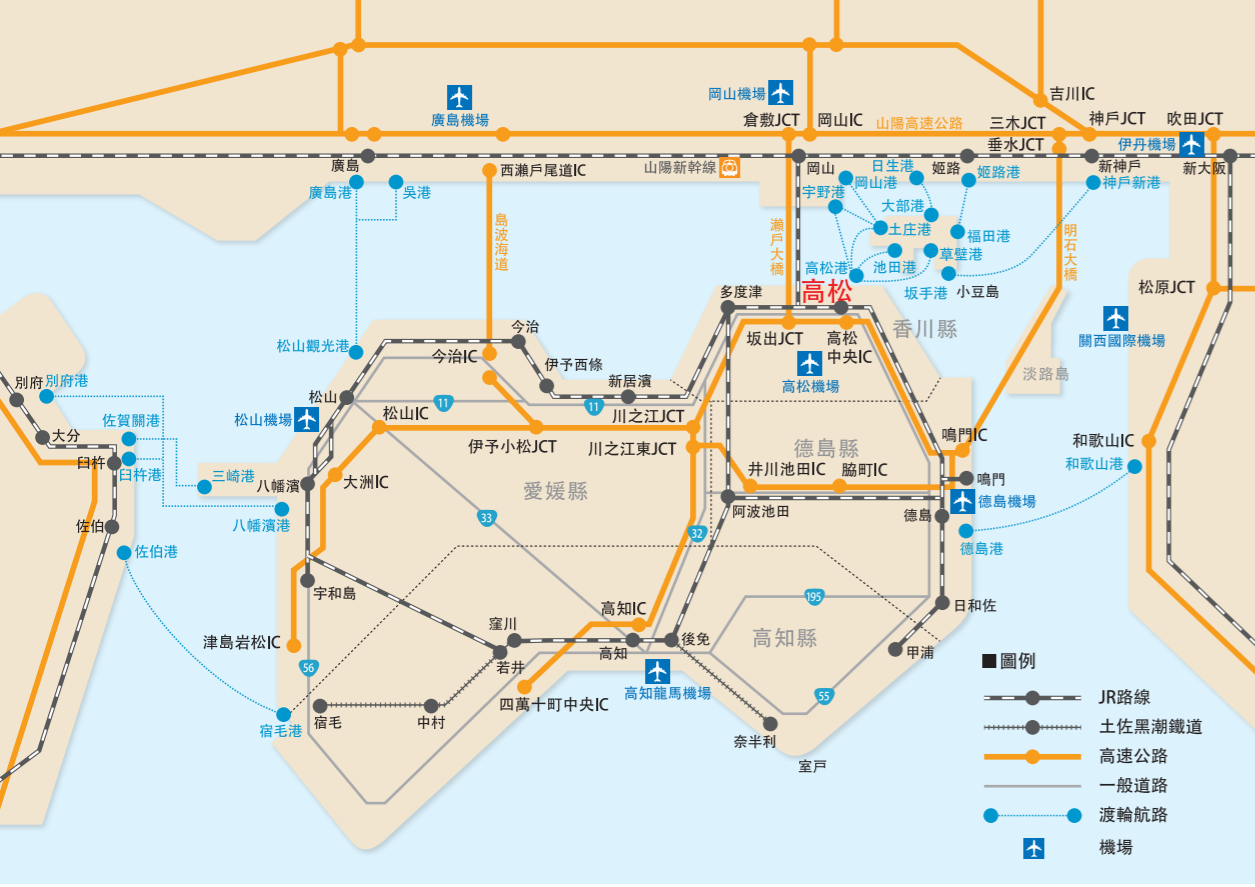 吉川IC
岡山機場
廣島機場
倉敷JCT
岡山IC
山陽高速公路
三木JCT
神戶JCT
吹田JCT
垂水JCT
伊丹機場
廣島
西瀨戶尾道IC
山陽新幹線
岡山
日生港
姬路
姬路港
新神戶
新大阪
廣島港
吳港
宇野港
岡山港
神戶新港
大部港
島波海道
瀨戶大橋
土庄港
福田港
明石大橋
高松港
池田港
草壁港
坂手港
小豆島
松原JCT
多度津
高松
香川縣
今治
坂出JCT
高松
中央IC
關西國際機場
松山觀光港
今治IC
伊予西條
高松機場
淡路島
別府
別府港
新居濱
松山
11
11
佐賀關港
松山機場
松山IC
川之江JCT
大分
伊予小松JCT
川之江東JCT
德島縣
鳴門IC
和歌山IC
臼杵
臼杵港
三崎港
八幡濱
大洲IC
愛媛縣
井川池田IC
脇町IC
鳴門
和歌山港
德島機場
佐伯
八幡濱港
33
阿波池田
德島
32
佐伯港
德島港
宇和島
195
日和佐
高知IC
窪川
津島岩松IC
高知
後免
高知縣
甲浦
若井
56
高知龍馬機場
圖例
四萬十町中央IC
55
JR路線
宿毛港
宿毛
中村
土佐黑潮鐵道
奈半利
室戶
高速公路
一般道路
渡輪航路
機場